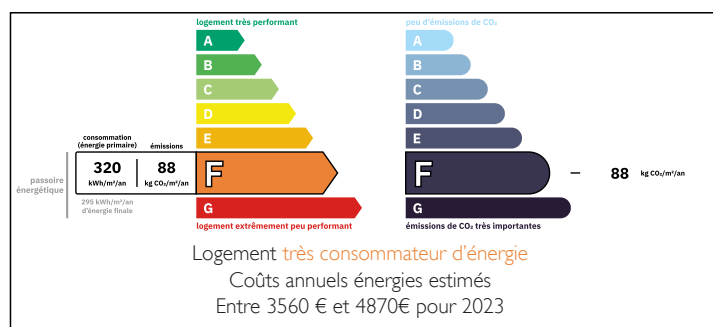 logement très performant
A
B
C
D
E
consommation
(énergie primaire)
émissions
320
kWh/m²/an
88
kg CO₂/m²/an
F
passoire
énergétique
295 kWh/m²/an
d'énergie finale
G
logement extrêmement peu performant
peu d'émissions de CO₂
A
B
C
D
E
F
88 kg CO₂/m²/an
G
émissions de CO₂ très importantes
Logement très consommateur d'énergie
Coûts annuels énergies estimés
Entre 3560 € et 4870€ pour 2023